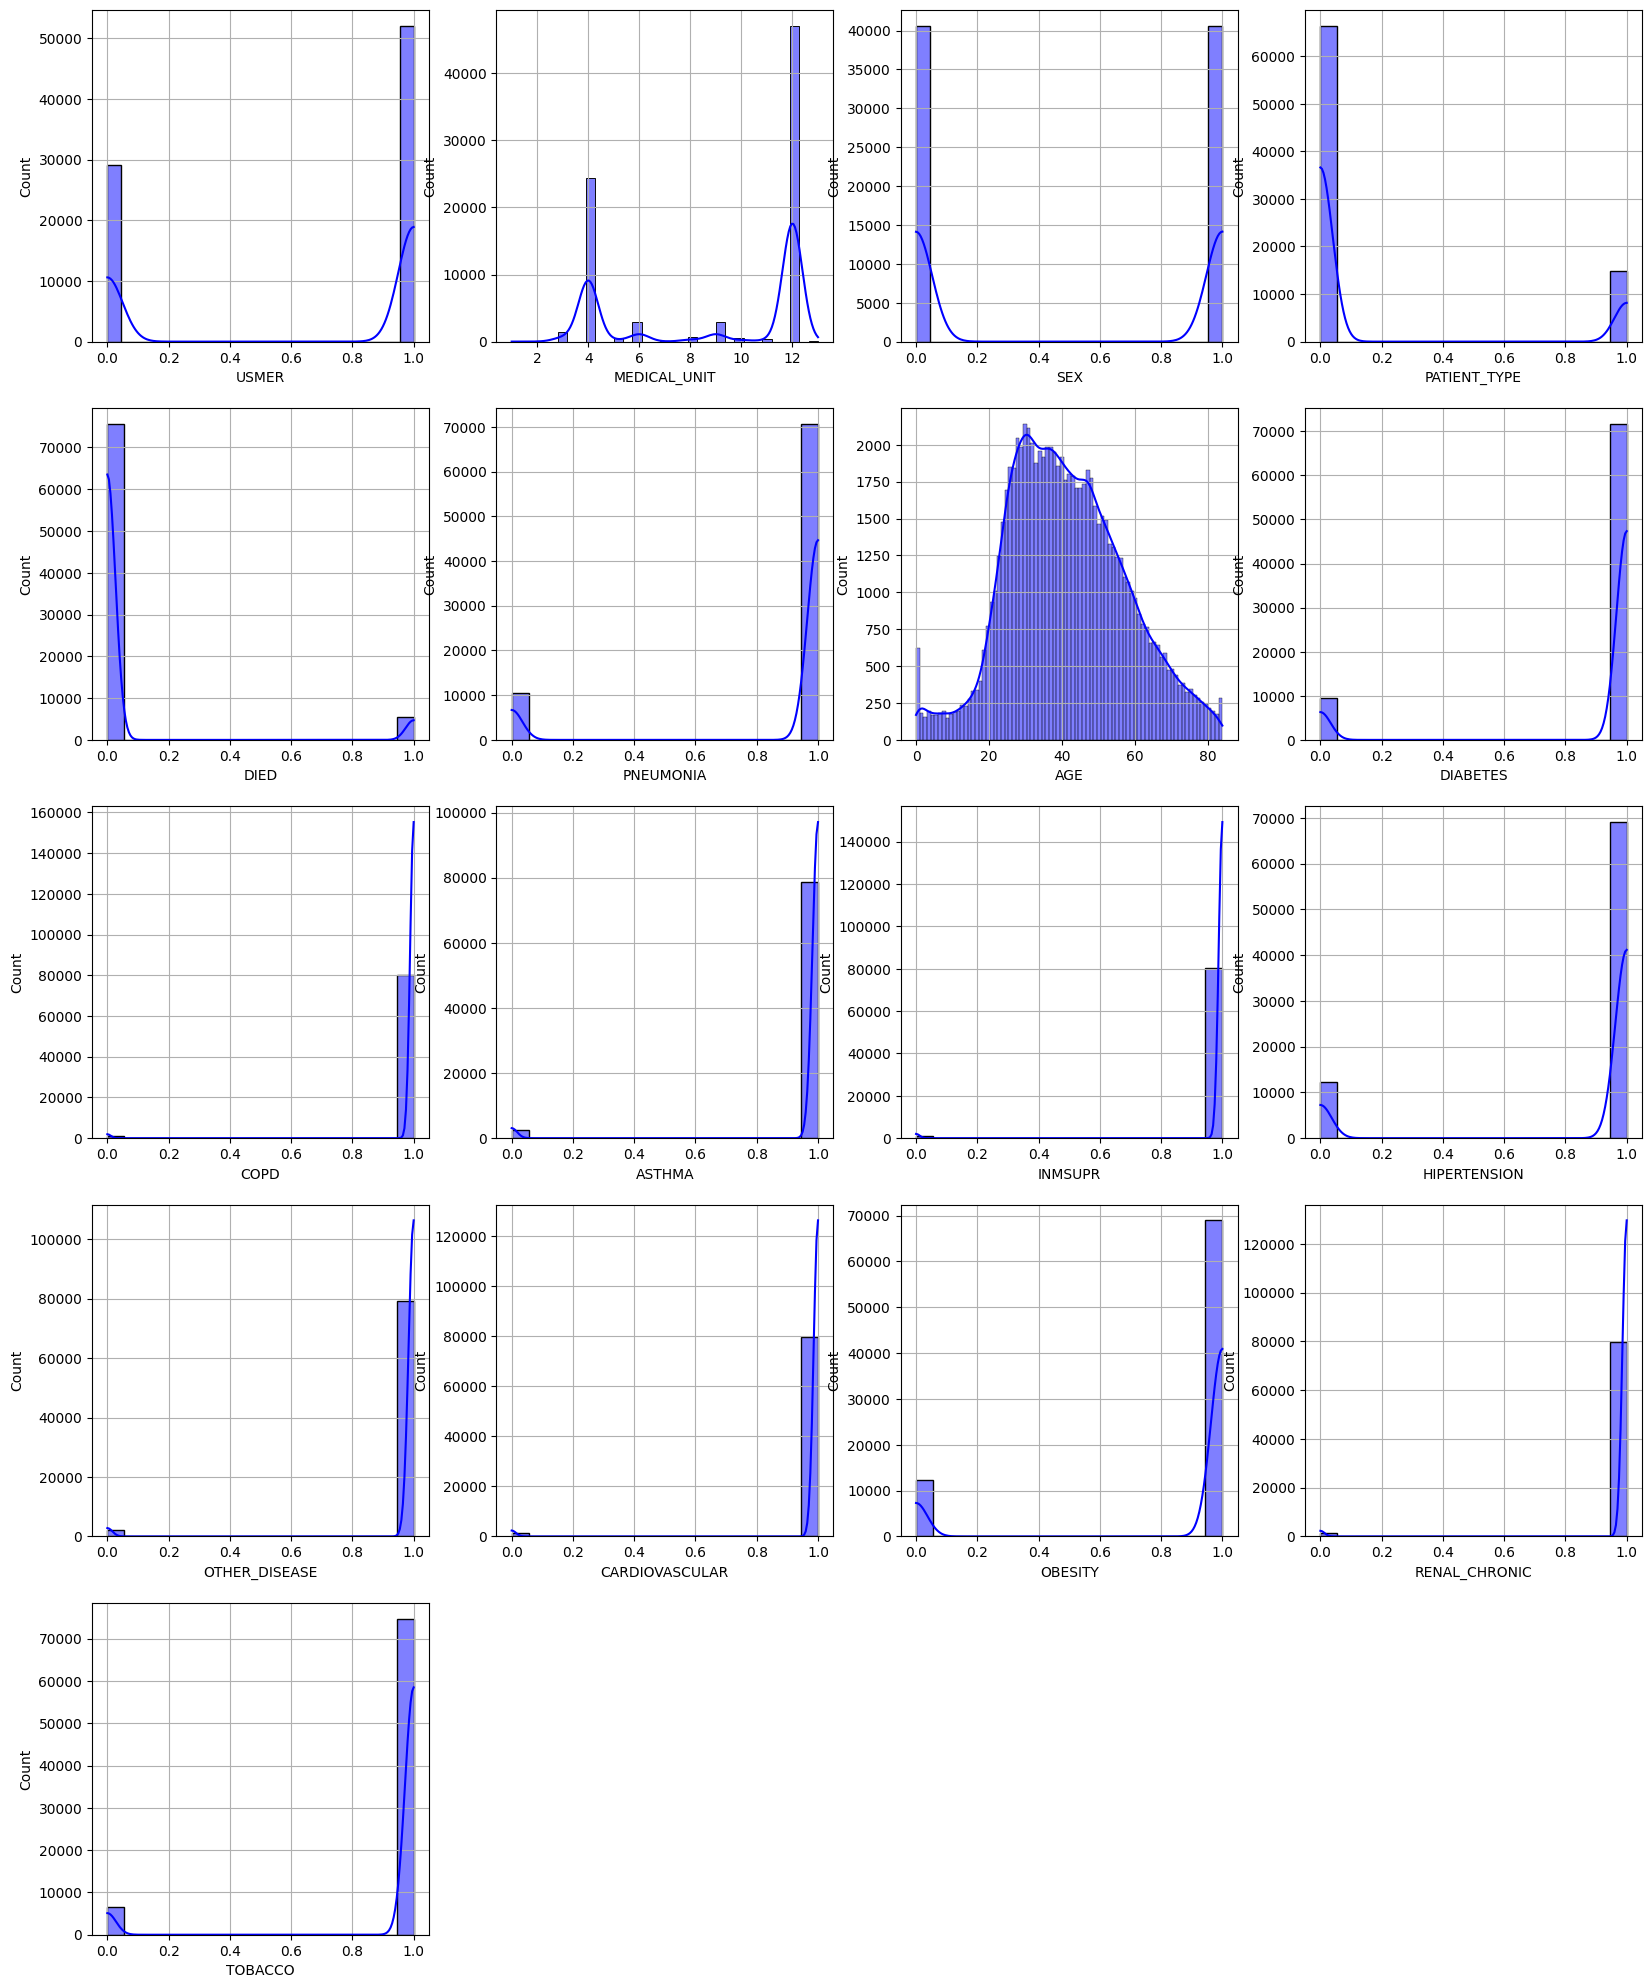 50000
40000
30000
20000
10000
0
Count
0.0 0.2 0.4 0.6 0.8 1.0
USMER
40000
30000
20000
10000
0
Count
2 4 6 8 10 12
MEDICAL_UNIT
40000
35000
30000
25000
20000
15000
10000
5000
0
Count
0.0 0.2 0.4 0.6 0.8 1.0
SEX
60000
50000
40000
30000
20000
10000
0
Count
0.0 0.2 0.4 0.6 0.8 1.0
PATIENT_TYPE
70000
60000
50000
40000
30000
20000
10000
0
Count
0.0 0.2 0.4 0.6 0.8 1.0
DIED
70000
60000
50000
40000
30000
20000
10000
0
Count
0.0 0.2 0.4 0.6 0.8 1.0
PNEUMONIA
2000
1750
1500
1250
1000
750
500
250
0
Count
0 20 40 60 80
AGE
70000
60000
50000
40000
30000
20000
10000
0
Count
0.0 0.2 0.4 0.6 0.8 1.0
DIABETES
160000
140000
120000
100000
80000
60000
40000
20000
0
Count
0.0 0.2 0.4 0.6 0.8 1.0
COPD
100000
80000
60000
40000
20000
0
Count
0.0 0.2 0.4 0.6 0.8 1.0
ASTHMA
140000
120000
100000
80000
60000
40000
20000
0
Count
0.0 0.2 0.4 0.6 0.8 1.0
INMSUPR
70000
60000
50000
40000
30000
20000
10000
0
Count
0.0 0.2 0.4 0.6 0.8 1.0
HIPERTENSION
100000
80000
60000
40000
20000
0
Count
0.0 0.2 0.4 0.6 0.8 1.0
OTHER_DISEASE
120000
100000
80000
60000
40000
20000
0
Count
0.0 0.2 0.4 0.6 0.8 1.0
CARDIOVASCULAR
70000
60000
50000
40000
30000
20000
10000
0
Count
0.0 0.2 0.4 0.6 0.8 1.0
OBESITY
120000
100000
80000
60000
40000
20000
0
Count
0.0 0.2 0.4 0.6 0.8 1.0
RENAL_CHRONIC
70000
60000
50000
40000
30000
20000
10000
0
Count
0.0 0.2 0.4 0.6 0.8 1.0
TOBACCO